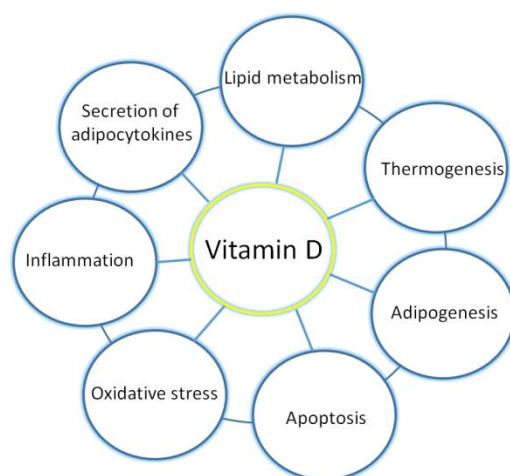 Lipid metabolism
Secretion of
adipocytokines
Thermogenesis
Vitamin D
Inflammation
Adipogenesis
Oxidative stress
Apoptosis